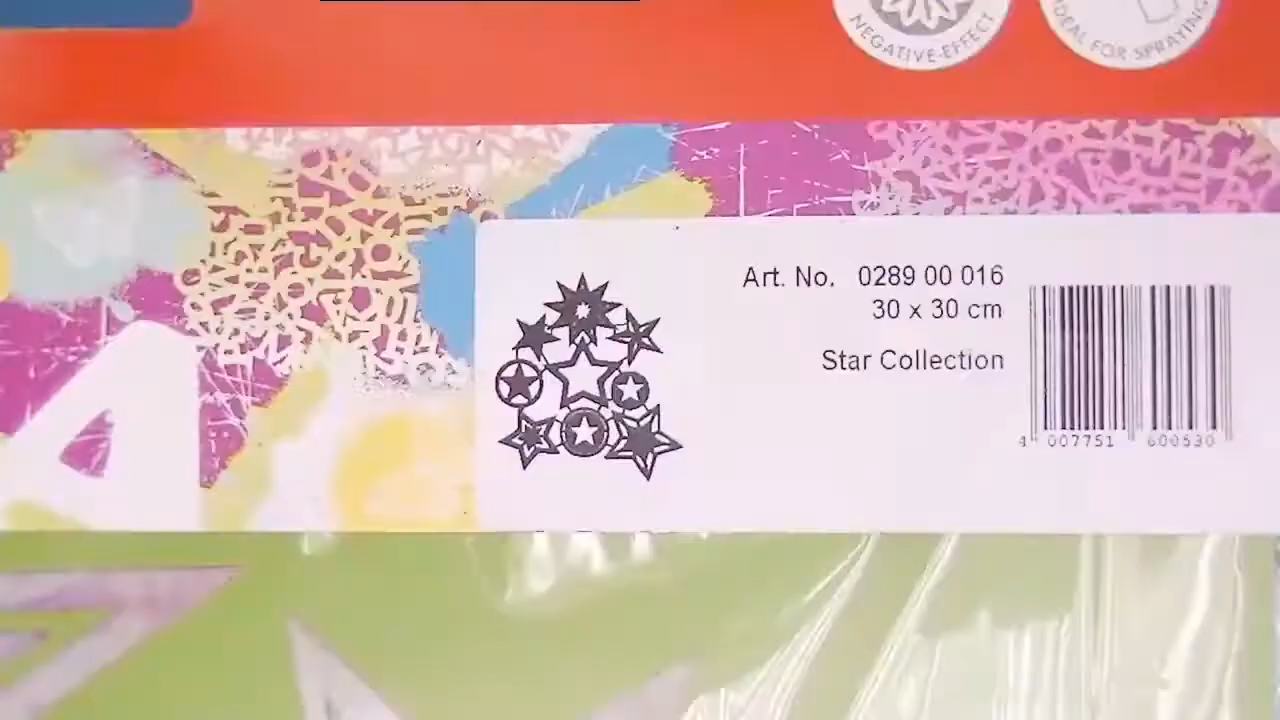 NEGATIVE-EFFECT
IDEAL FOR SPRAYING
Art. No. 0289 00 016
30 x 30 cm
Star Collection
4 007751 600530